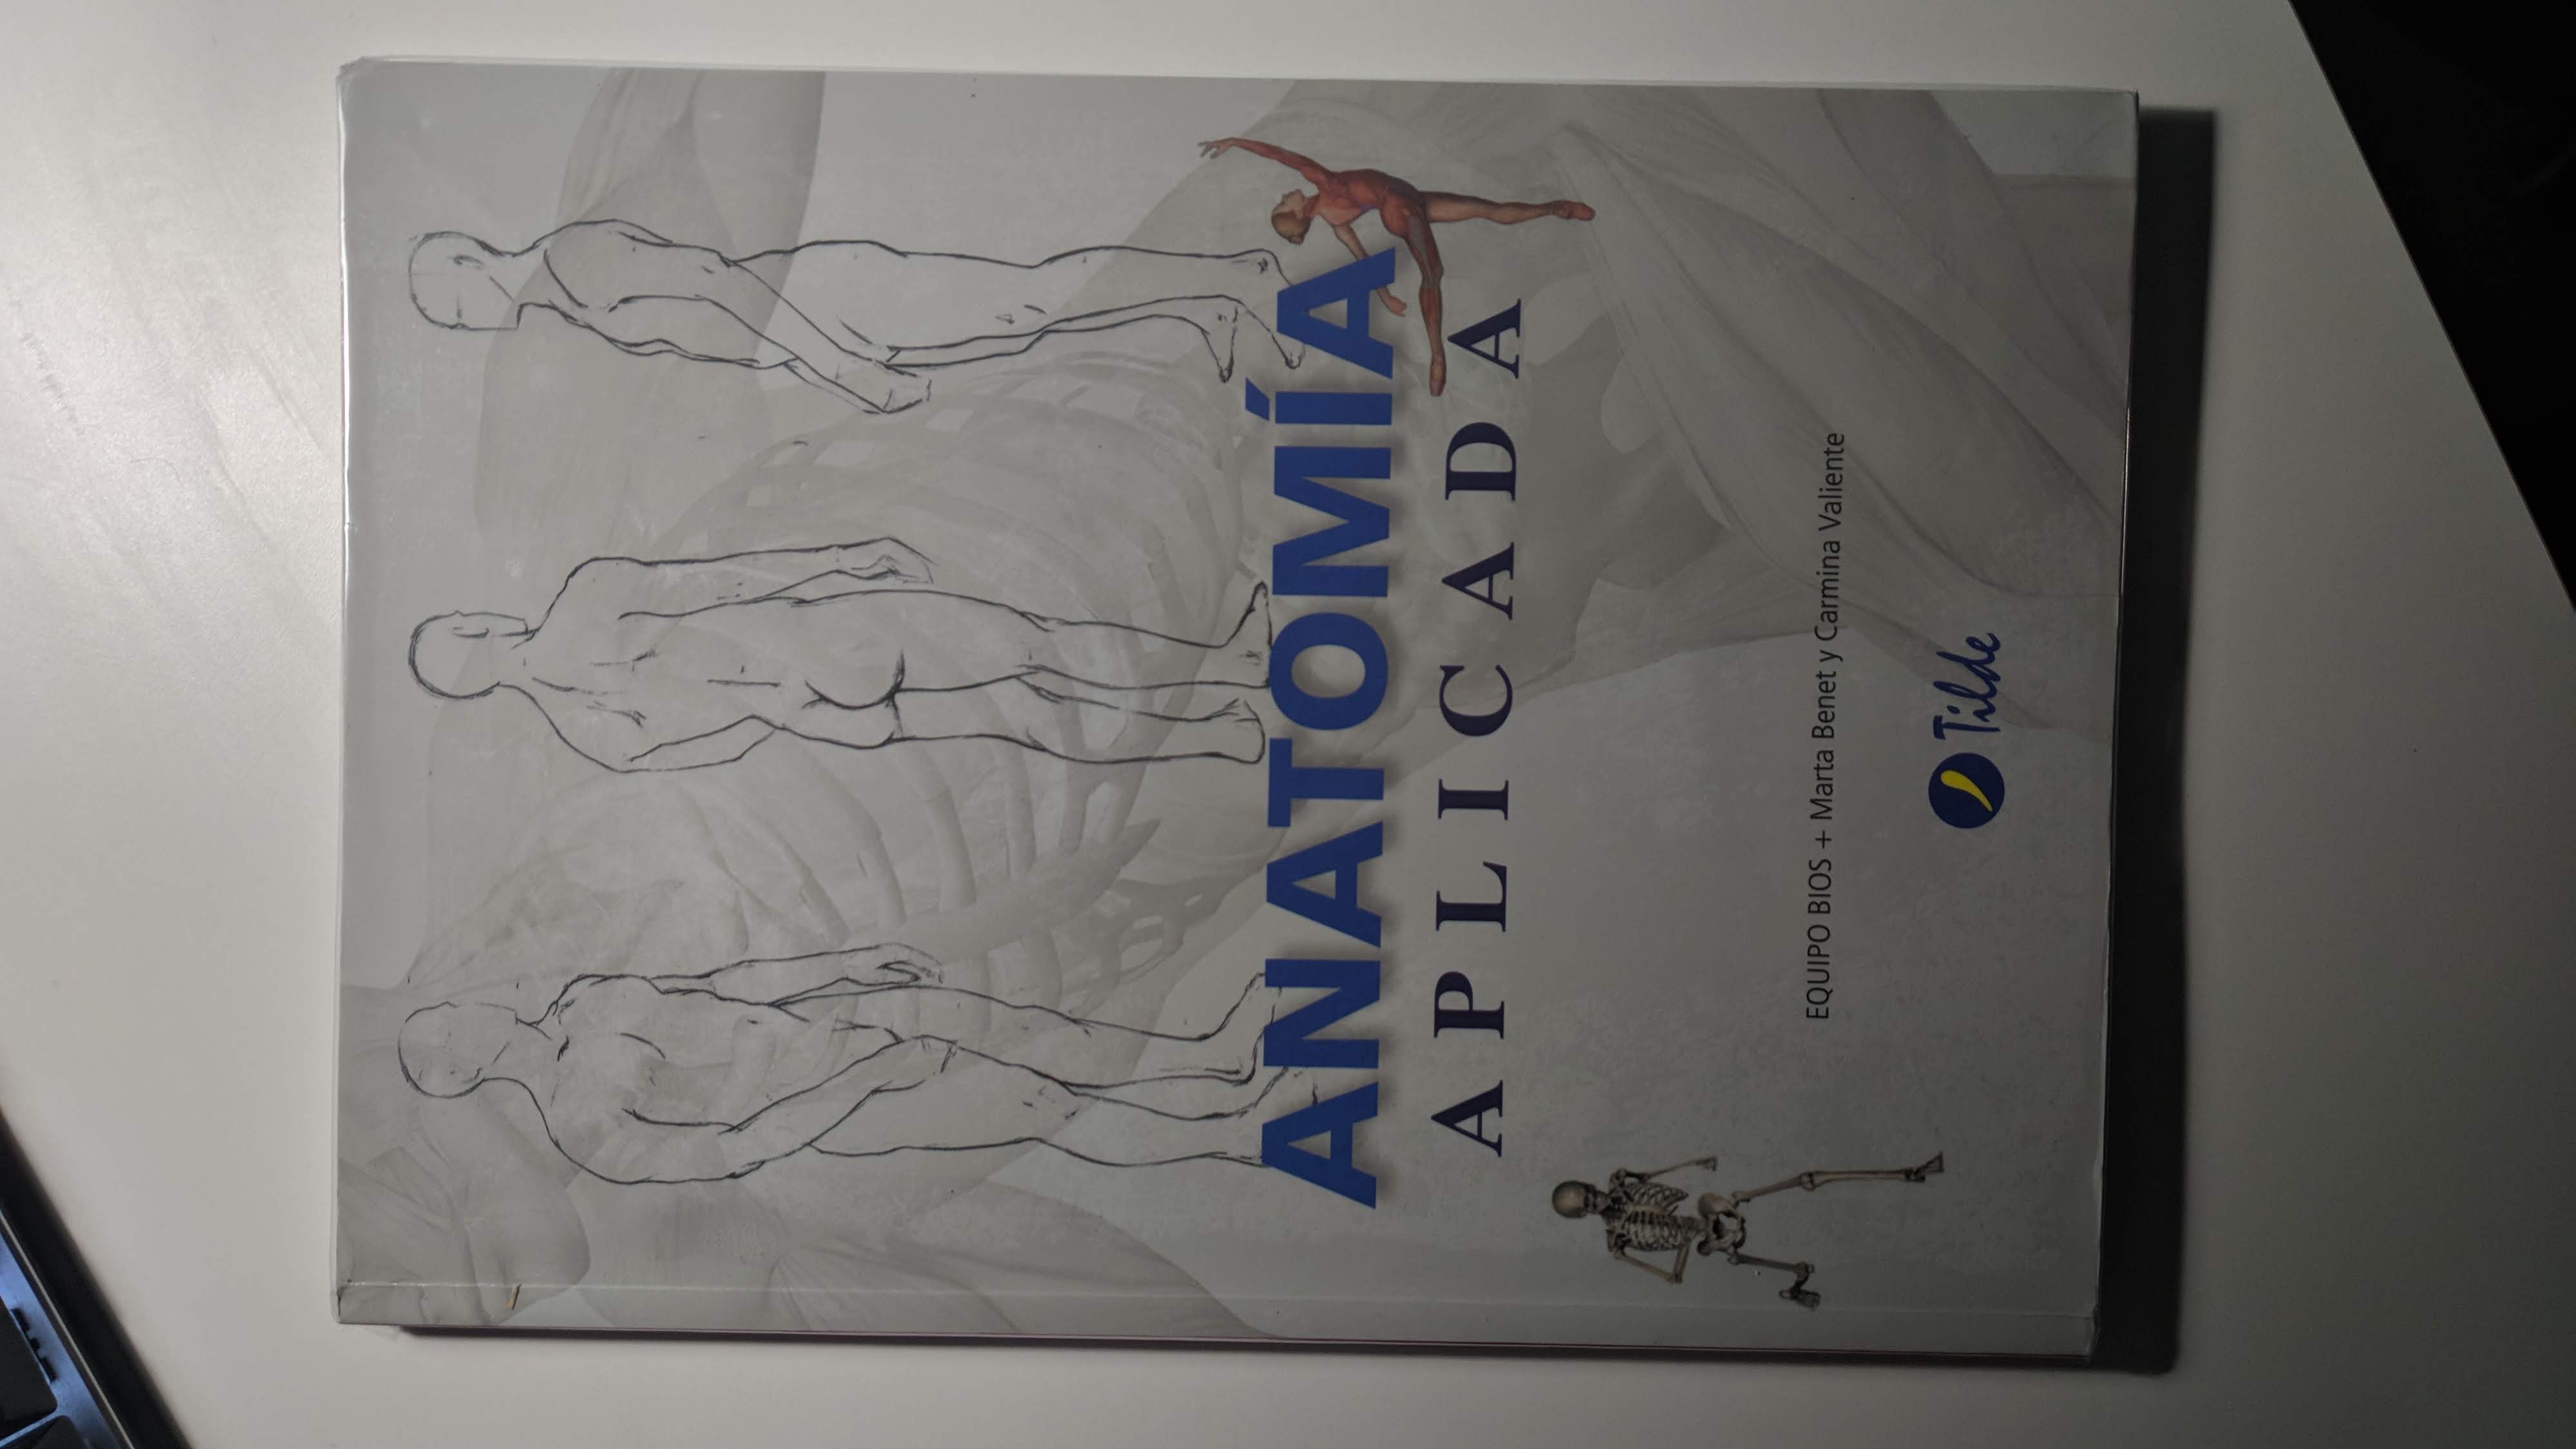 ANATOMÍA
APLICADA
EQUIPO BIOS + Marta Benet y Carmina Valiente
Tilde